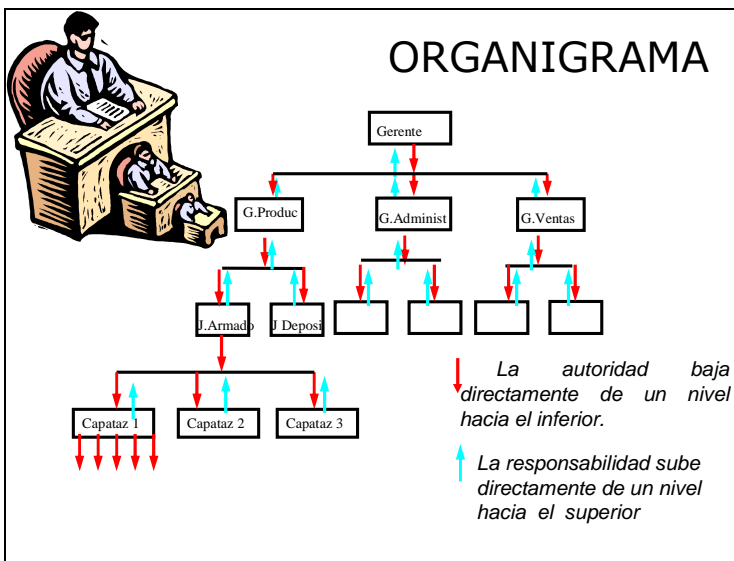 ORGANIGRAMA
Gerente
G.Produc
G.Administ
G.Ventas
J.Armado
J Deposi
Capataz 1
Capataz 2
Capataz 3
La autoridad baja
directamente de un nivel
hacia el inferior.
La responsabilidad sube
directamente de un nivel
hacia el superior